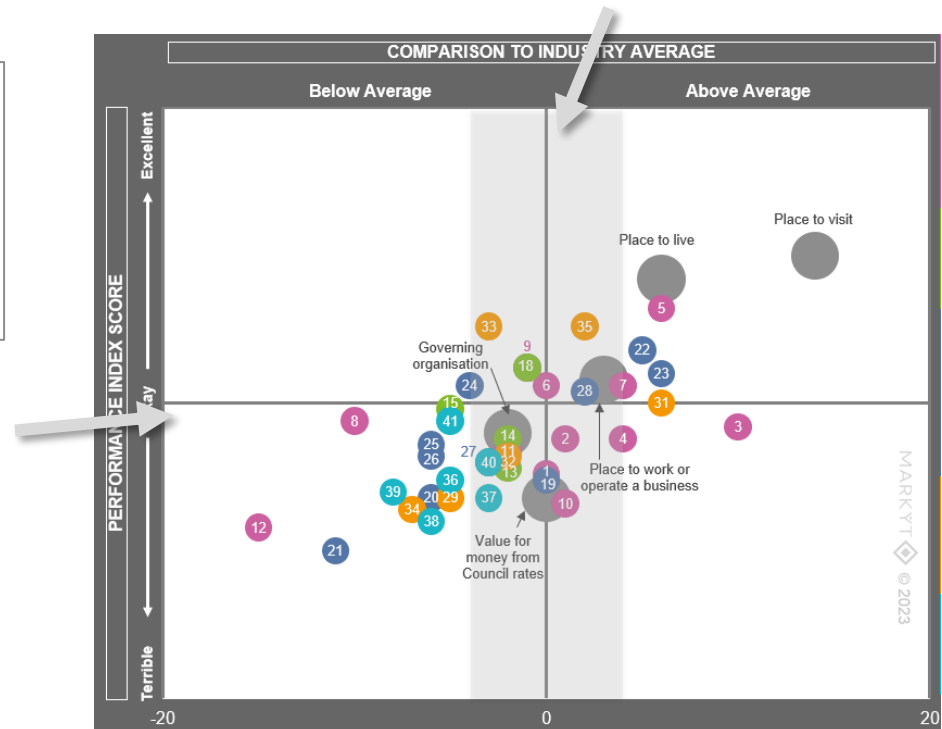 COMPARISON TO INDUSTRY AVERAGE
Below Average
Above Average
Excellent
PERFORMANCE INDEX SCORE
Terrible
Place to visit
Place to live
5
33
35
9
22
Governing
organisation
18
23
24
6
28
7
15
31
8
41
3
14
2
4
25
27
11
26
40
32
13
1
Place to work or
operate a business
36
19
39
20
29
37
10
34
38
12
Value for
money from
Council rates
21
MARKYT
© 2023
-20
0
20